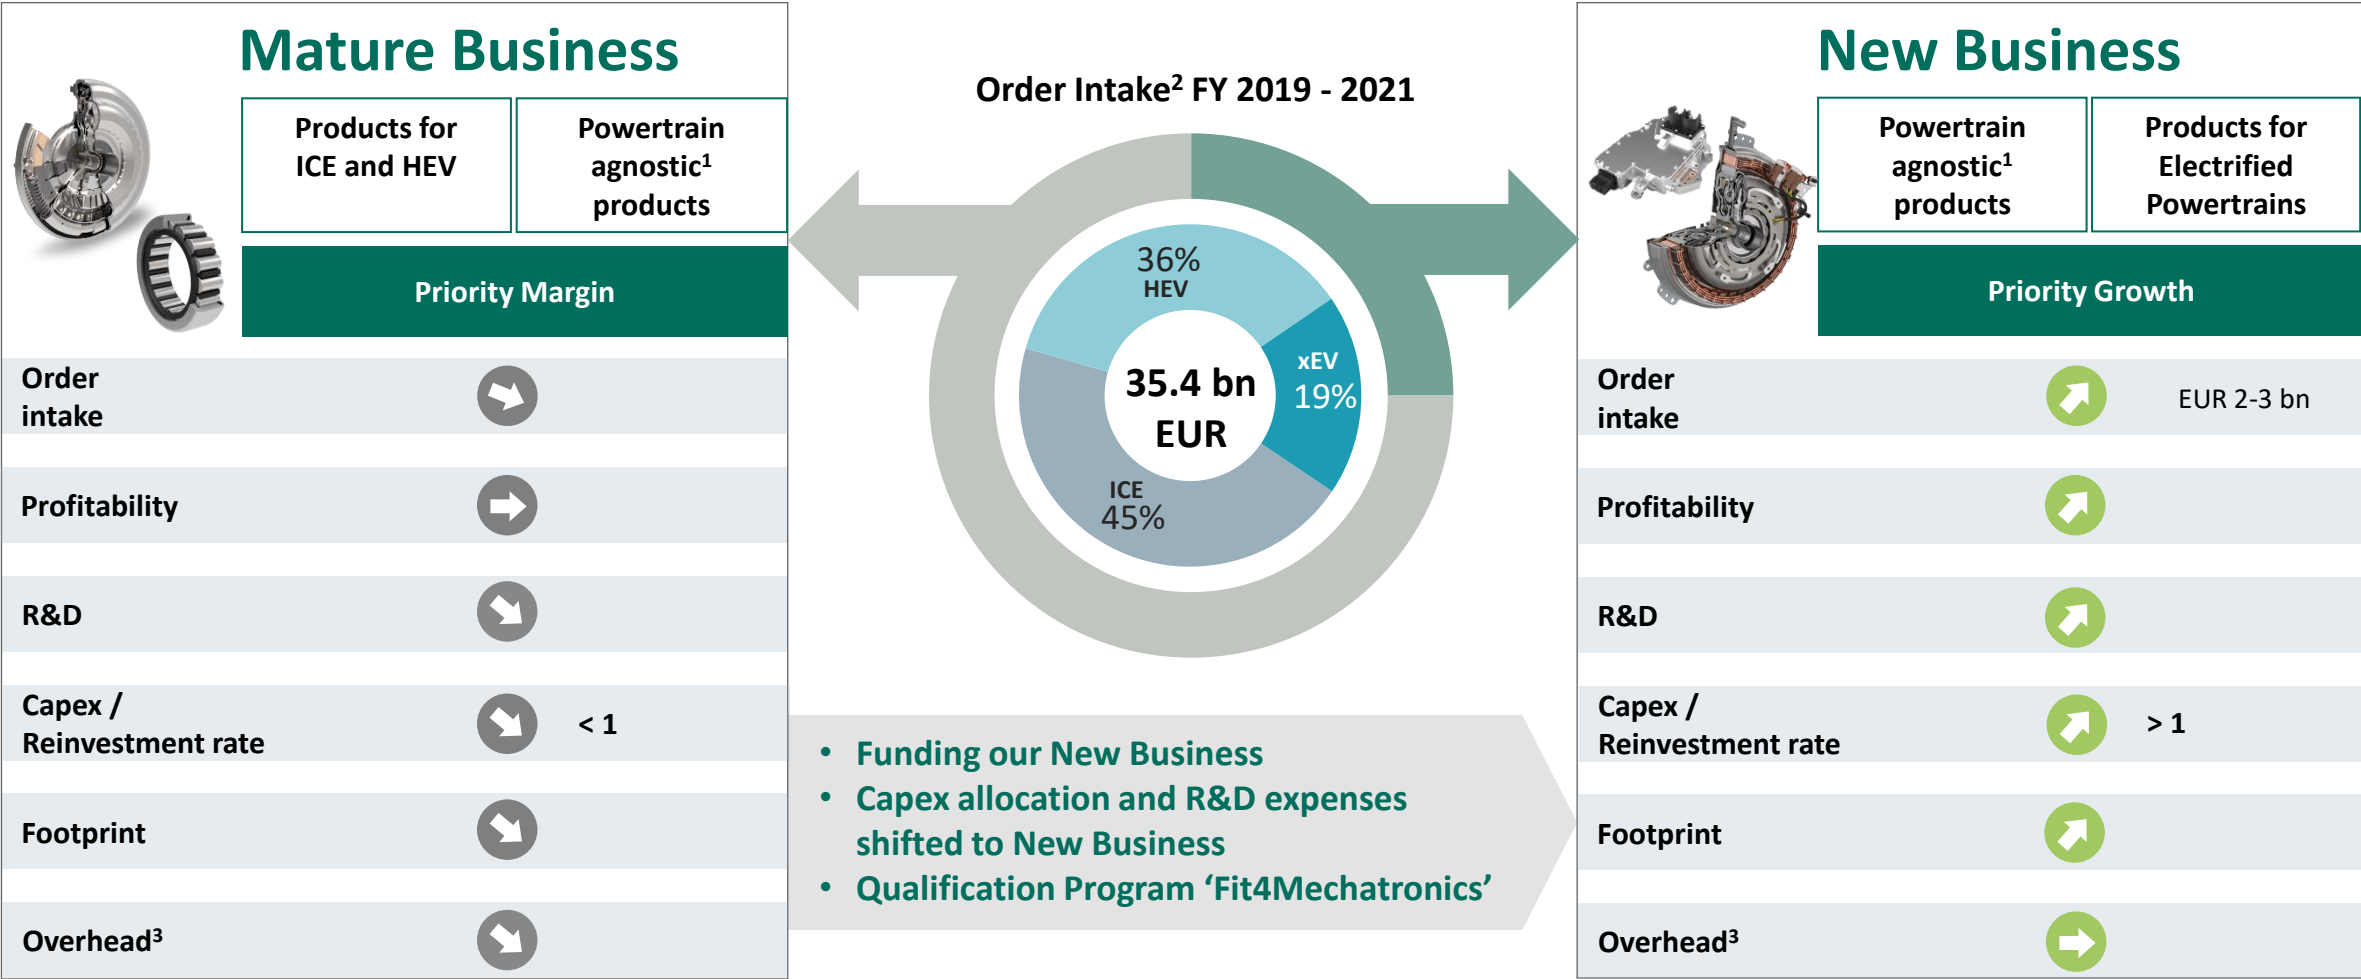 Mature Business
Products for
ICE and HEV
Powertrain
agnostic¹
products
Priority Margin
Order
intake
Profitability
R&D
Capex /
Reinvestment rate
< 1
Footprint
Overhead³
Order Intake² FY 2019 - 2021
36%
HEV
xEV
19%
35.4 bn
EUR
ICE
45%
• Funding our New Business
• Capex allocation and R&D expenses
shifted to New Business
• Qualification Program ‘Fit4Mechatronics’
New Business
Powertrain
agnostic¹
products
Products for
Electrified
Powertrains
Priority Growth
Order
intake
EUR 2-3 bn
Profitability
R&D
Capex /
Reinvestment rate
> 1
Footprint
Overhead³